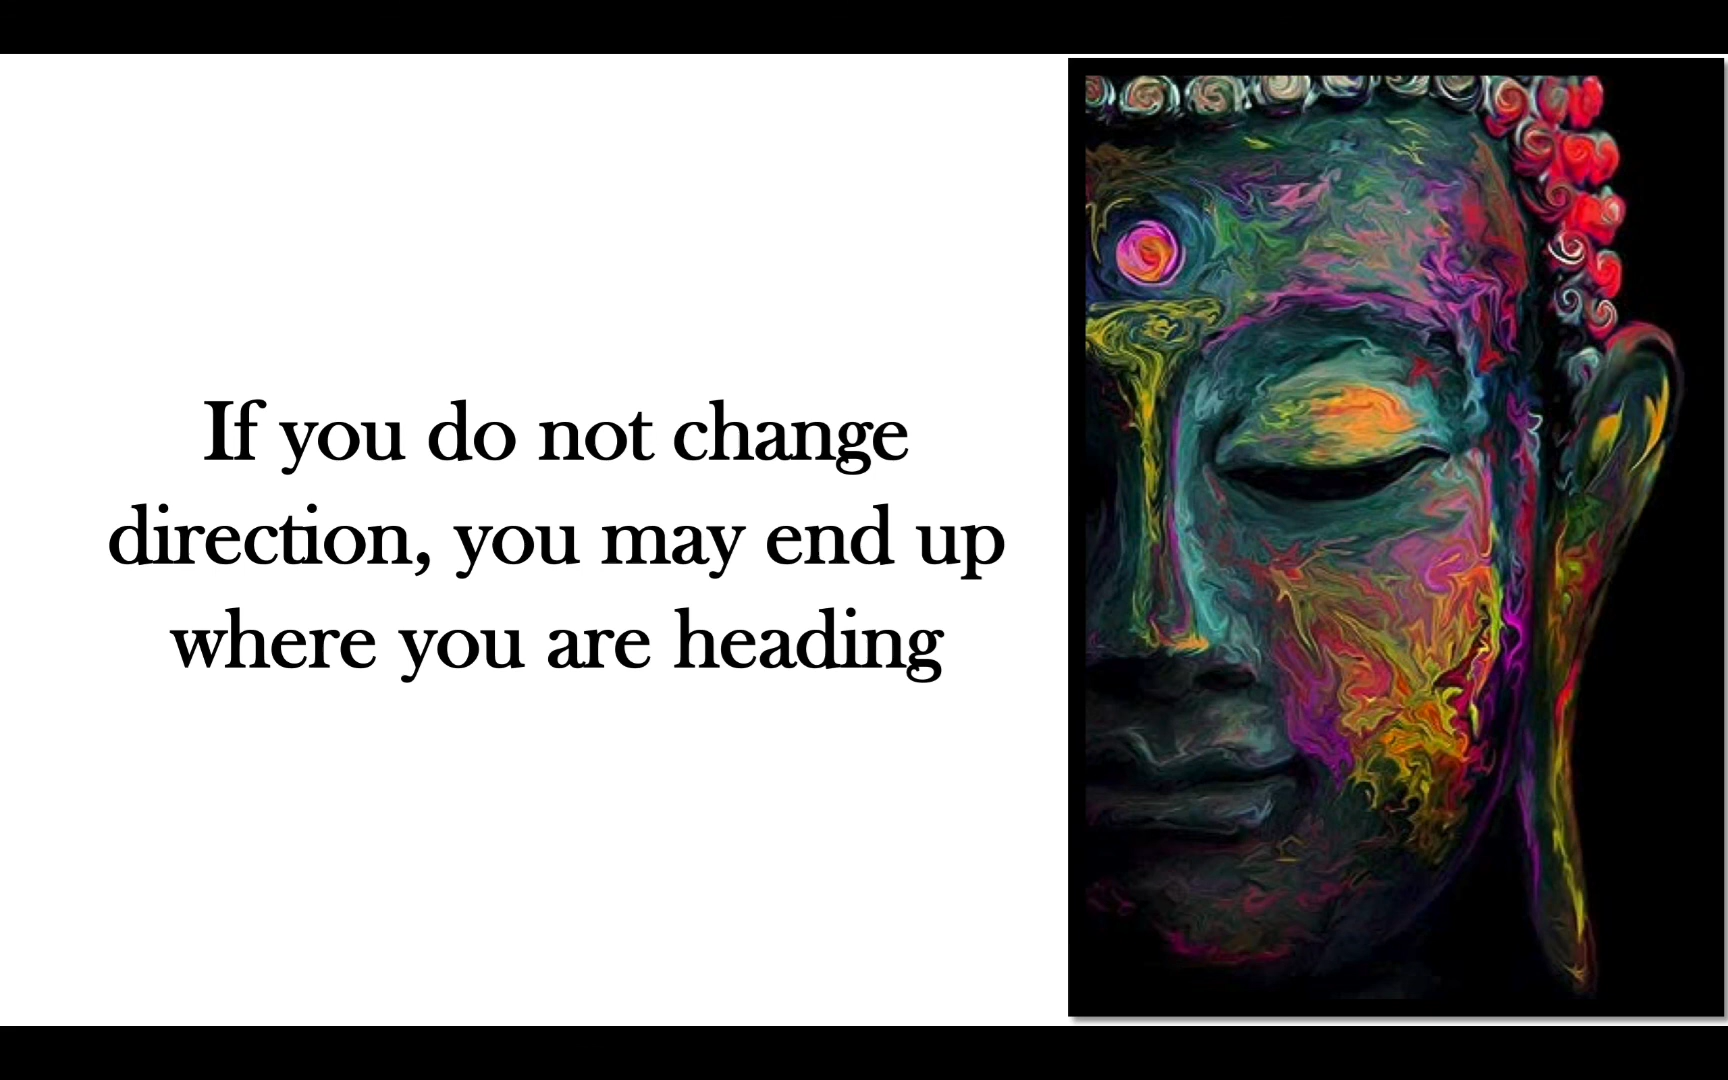 If you do not change
direction, you may end up
where you are heading